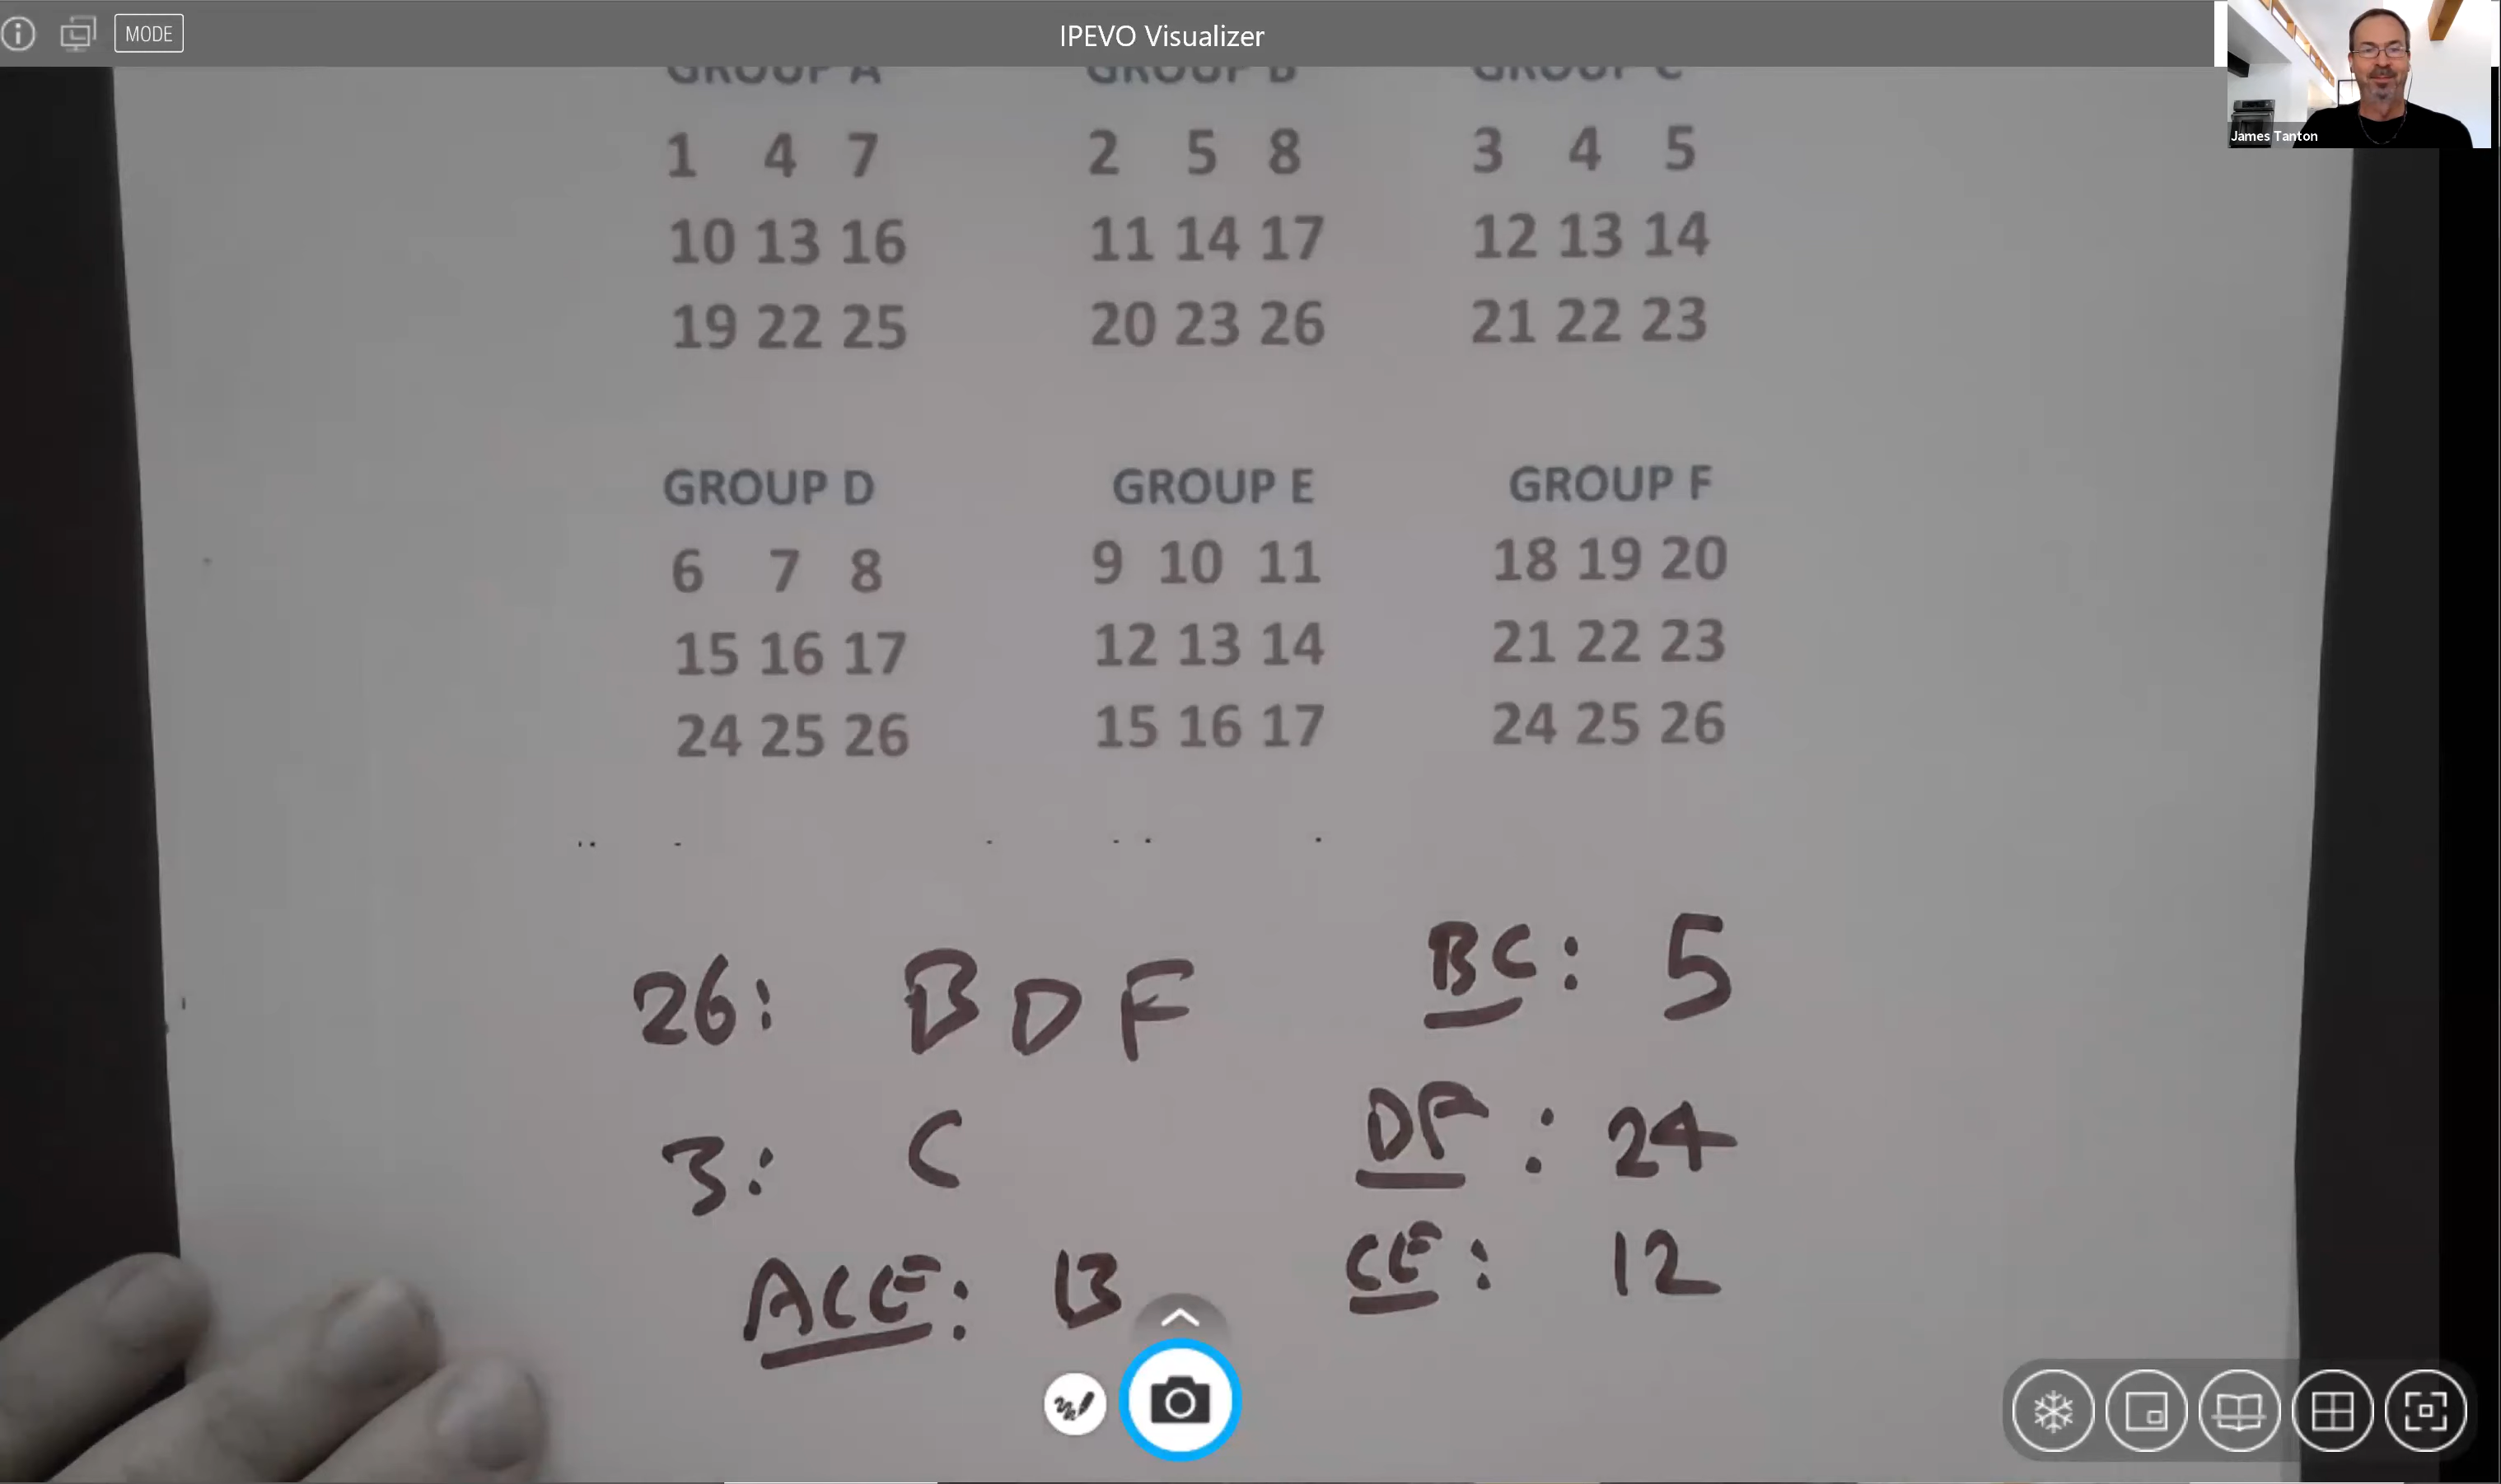 MODE
IPEVO Visualizer
James Tanton
GROUP A GROUP B GROUP C
1 4 7 2 5 8 3 4 5
10 13 16 11 14 17 12 13 14
19 22 25 20 23 26 21 22 23
GROUP D GROUP E GROUP F
6 7 8 9 10 11 18 19 20
15 16 17 12 13 14 21 22 23
24 25 26 15 16 17 24 25 26
26: B D F BC: 5
3: C DF: 24
ACE: 13 CE: 12